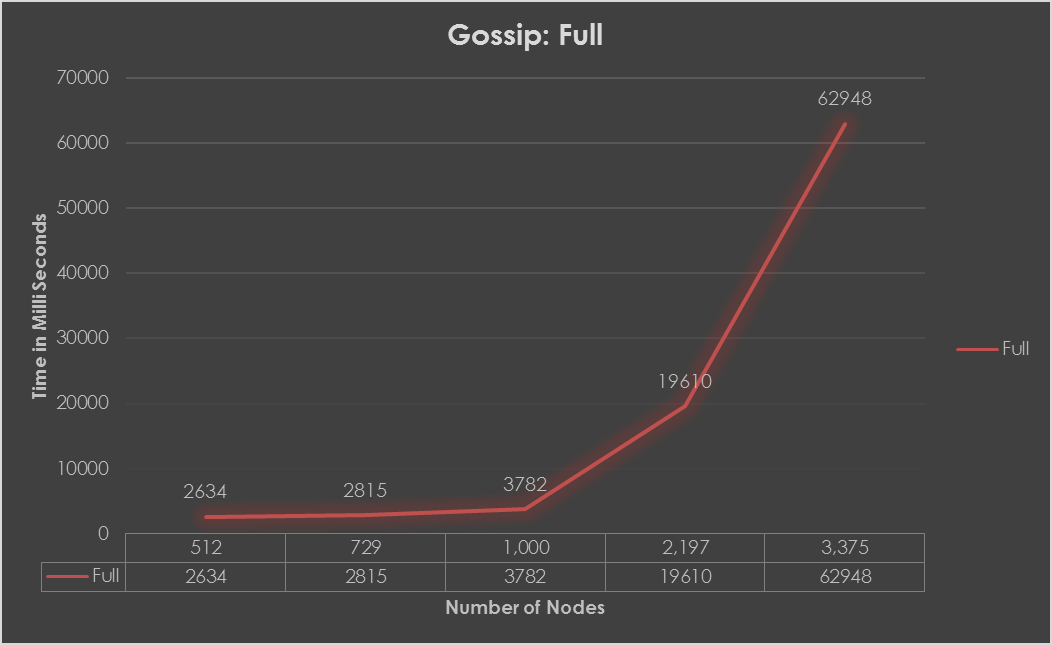 Gossip: Full
70000
60000
50000
40000
30000
20000
10000
0
Time in Milli Seconds
2634
2815
3782
19610
62948
512 729 1,000 2,197 3,375
Full 2634 2815 3782 19610 62948
Number of Nodes
Full